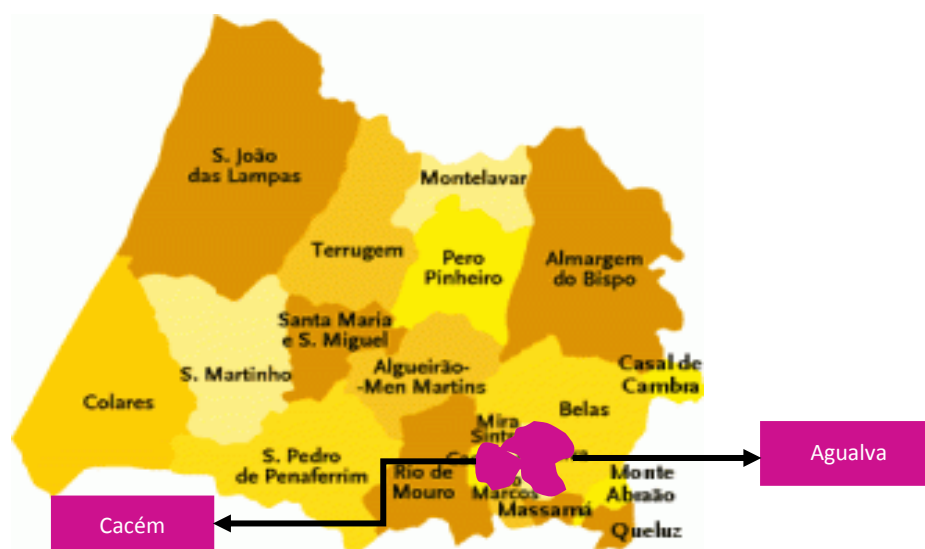 S. João
das Lampas
Montelavar
Terrugem
Pero
Pinheiro
Almargem
do Bispo
Santa Maria
e S. Miguel
S. Martinho
Algueirão-
-Men Martins
Casal de
Cambra
Colares
Belas
Mira
S. Pedro
de Penaferrim
Rio de
Mouro
Marcos
Massamá
Monte
Abraão
Queluz
Agualva
Cacém